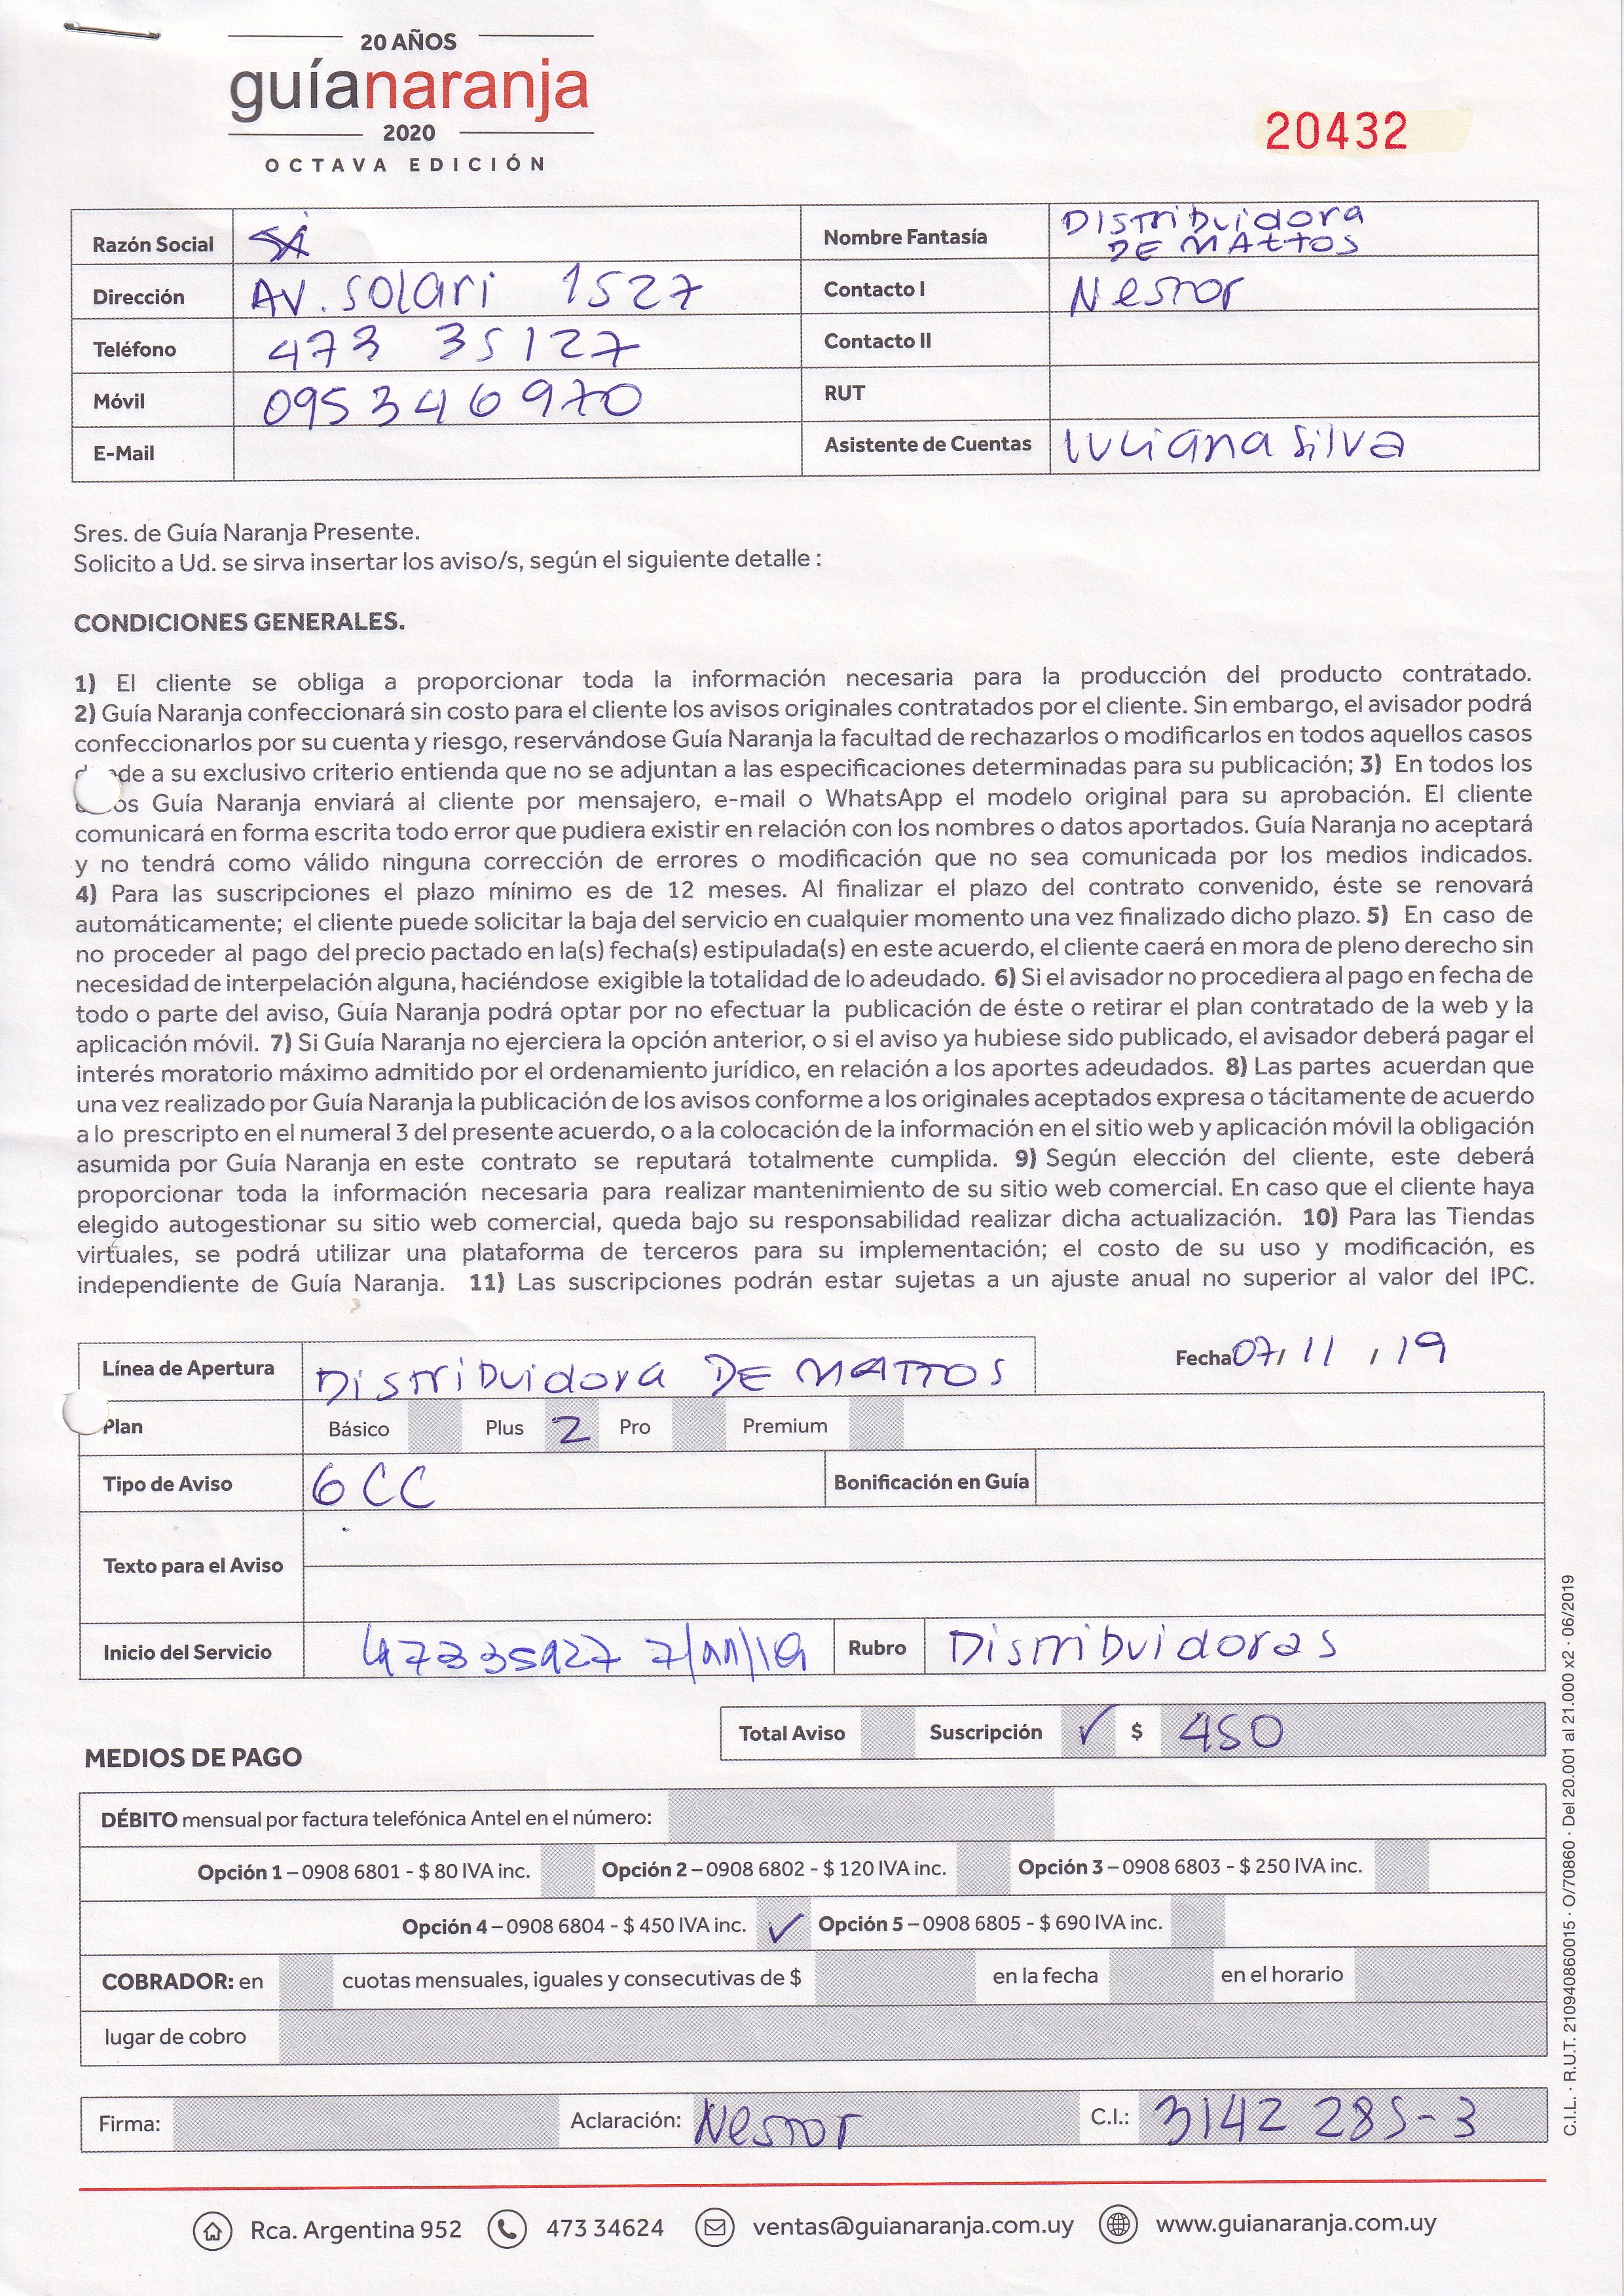 20 AÑOS
guíanaranja
2020
OCTAVA EDICIÓN
20432
Razón Social
Nombre Fantasía Distribuidora
DE MATTOS
Dirección AV. Solari 1527
Contacto I Nestor
Teléfono 473 35127
Contacto II
Móvil 095346970
RUT
E-Mail
Asistente de Cuentas Luciana Silva
Sres. de Guía Naranja Presente.
Solicito a Ud. se sirva insertar los aviso/s, según el siguiente detalle :
CONDICIONES GENERALES.
1) El cliente se obliga a proporcionar toda la información necesaria para la producción del producto contratado.
2) Guía Naranja confeccionará sin costo para el cliente los avisos originales contratados por el cliente. Sin embargo, el avisador podrá
confeccionarlos por su cuenta y riesgo, reservándose Guía Naranja la facultad de rechazarlos o modificarlos en todos aquellos casos
a su exclusivo criterio entienda que no se adjuntan a las especificaciones determinadas para su publicación; 3) En todos los
Guía Naranja enviará al cliente por mensajero, e-mail o WhatsApp el modelo original para su aprobación. El cliente
comunicará en forma escrita todo error que pudiera existir en relación con los nombres o datos aportados. Guía Naranja no aceptará
y no tendrá como válido ninguna corrección de errores o modificación que no sea comunicada por los medios indicados.
4) Para las suscripciones el plazo mínimo es de 12 meses. Al finalizar el plazo del contrato convenido, éste se renovará
automáticamente; el cliente puede solicitar la baja del servicio en cualquier momento una vez finalizado dicho plazo. 5) En caso de
no proceder al pago del precio pactado en la(s) fecha(s) estipulada(s) en este acuerdo, el cliente caerá en mora de pleno derecho sin
necesidad de interpelación alguna, haciéndose exigible la totalidad de lo adeudado. 6) Si el avisador no procediera al pago en fecha de
todo o parte del aviso, Guía Naranja podrá optar por no efectuar la publicación de éste o retirar el plan contratado de la web y la
aplicación móvil. 7) Si Guía Naranja no ejerciera la opción anterior, o si el aviso ya hubiese sido publicado, el avisador deberá pagar el
interés moratorio máximo admitido por el ordenamiento jurídico, en relación a los aportes adeudados. 8) Las partes acuerdan que
una vez realizado por Guía Naranja la publicación de los avisos conforme a los originales aceptados expresa o tácitamente de acuerdo
a lo prescripto en el numeral 3 del presente acuerdo, o a la colocación de la información en el sitio web y aplicación móvil la obligación
asumida por Guía Naranja en este contrato se reputará totalmente cumplida. 9) Según elección del cliente, este deberá
proporcionar toda la información necesaria para realizar mantenimiento de su sitio web comercial. En caso que el cliente haya
elegido autogestionar su sitio web comercial, queda bajo su responsabilidad realizar dicha actualización. 10) Para las Tiendas
virtuales, se podrá utilizar una plataforma de terceros para su implementación; el costo de su uso y modificación, es
independiente de Guía Naranja. 11) Las suscripciones podrán estar sujetas a un ajuste anual no superior al valor del IPC.
Línea de Apertura Distribuidora DE MATTOS
Fecha 07/ 11 / 19
Plan Básico Plus 2 Pro Premium
Tipo de Aviso 6 CC Bonificación en Guía
Texto para el Aviso
Inicio del Servicio 47335127 7/11/19 Rubro Distribuidoras
Total Aviso Suscripción ✓ $ 450
MEDIOS DE PAGO
DÉBITO mensual por factura telefónica Antel en el número:
Opción 1 – 0908 6801 - $ 80 IVA inc. Opción 2 – 0908 6802 - $ 120 IVA inc. Opción 3 – 0908 6803 - $ 250 IVA inc.
Opción 4 – 0908 6804 - $ 450 IVA inc. ✓ Opción 5 – 0908 6805 - $ 690 IVA inc.
COBRADOR: en cuotas mensuales, iguales y consecutivas de $ en la fecha en el horario
lugar de cobro
Firma: Aclaración: Nestor C.I.: 3142 285-3
C.I.L. · R.U.T. 210940860015 · O/70860 · Del 20.001 al 21.000 x2 · 06/2019
Rca. Argentina 952 473 34624 ventas@guianaranja.com.uy www.guianaranja.com.uy